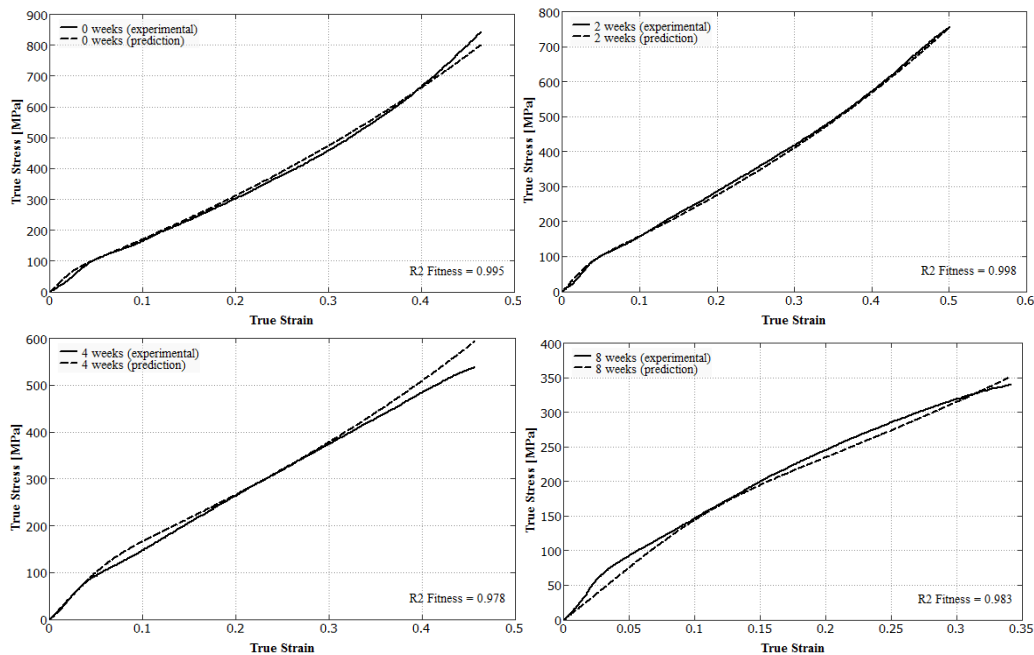 900
800
700
600
500
400
300
200
100
0
True Stress [MPa]
0 weeks (experimental)
0 weeks (prediction)
R2 Fitness = 0.995
0 0.1 0.2 0.3 0.4 0.5
True Strain
800
700
600
500
400
300
200
100
0
True Stress [MPa]
2 weeks (experimental)
2 weeks (prediction)
R2 Fitness = 0.998
0 0.1 0.2 0.3 0.4 0.5 0.6
True Strain
600
500
400
300
200
100
0
True Stress [MPa]
4 weeks (experimental)
4 weeks (prediction)
R2 Fitness = 0.978
0 0.1 0.2 0.3 0.4 0.5
True Strain
400
350
300
250
200
150
100
50
0
True Stress [MPa]
8 weeks (experimental)
8 weeks (prediction)
R2 Fitness = 0.983
0 0.05 0.1 0.15 0.2 0.25 0.3 0.35
True Strain